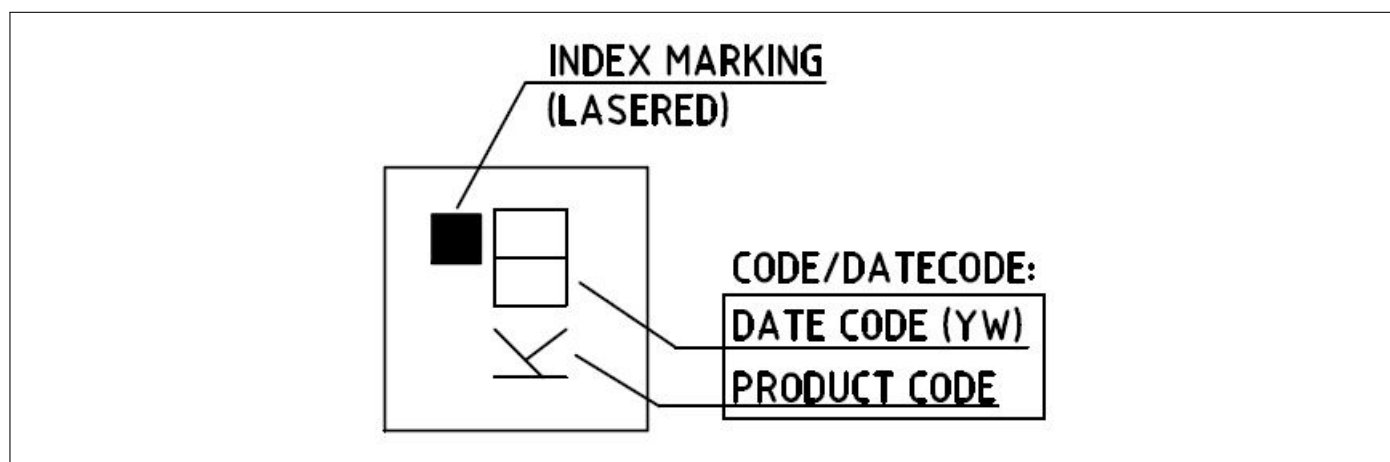 INDEX MARKING
(LASERED)
CODE/DATECODE:
DATE CODE (YW)
K
PRODUCT CODE